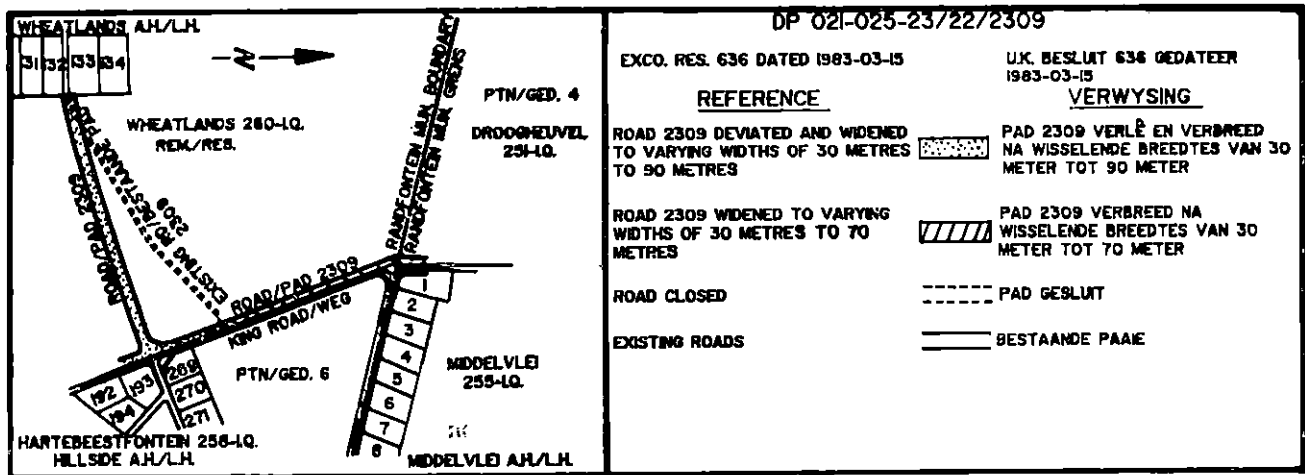 WHEATLANDS A.H./L.H.
131
132
133
134
N
WHEATLANDS 260-I.Q.
REM./RES.
EXISTING RD/BESTAANDE PAD
2309
ROAD/PAD 2309
RANDFONTEIN MUN. BOUNDARY
RANDFONTEIN MUN. GRENS
PTN/GED. 4
DROOGHEUVEL
251-I.Q.
ROAD/PAD 2309
KING ROAD/WEG
PTN/GED. 6
192
193
194
269
270
271
1
2
3
4
5
6
7
8
MIDDELVLEI
255-I.Q.
HARTEBEESTFONTEIN 258-I.Q.
HILLSIDE A.H./L.H.
MIDDELVLEI A.H./L.H.
DP 021-025-23/22/2309
EXCO. RES. 636 DATED 1983-03-15
U.K. BESLUIT 636 GEDATEER
1983-03-15
REFERENCE
VERWYSING
ROAD 2309 DEVIATED AND WIDENED
TO VARYING WIDTHS OF 30 METRES
TO 90 METRES
PAD 2309 VERLÊ EN VERBREED
NA WISSELENDE BREEDTES VAN 30
METER TOT 90 METER
ROAD 2309 WIDENED TO VARYING
WIDTHS OF 30 METRES TO 70
METRES
PAD 2309 VERBREED NA
WISSELENDE BREEDTES VAN 30
METER TOT 70 METER
ROAD CLOSED
PAD GESLUIT
EXISTING ROADS
BESTAANDE PAAIE